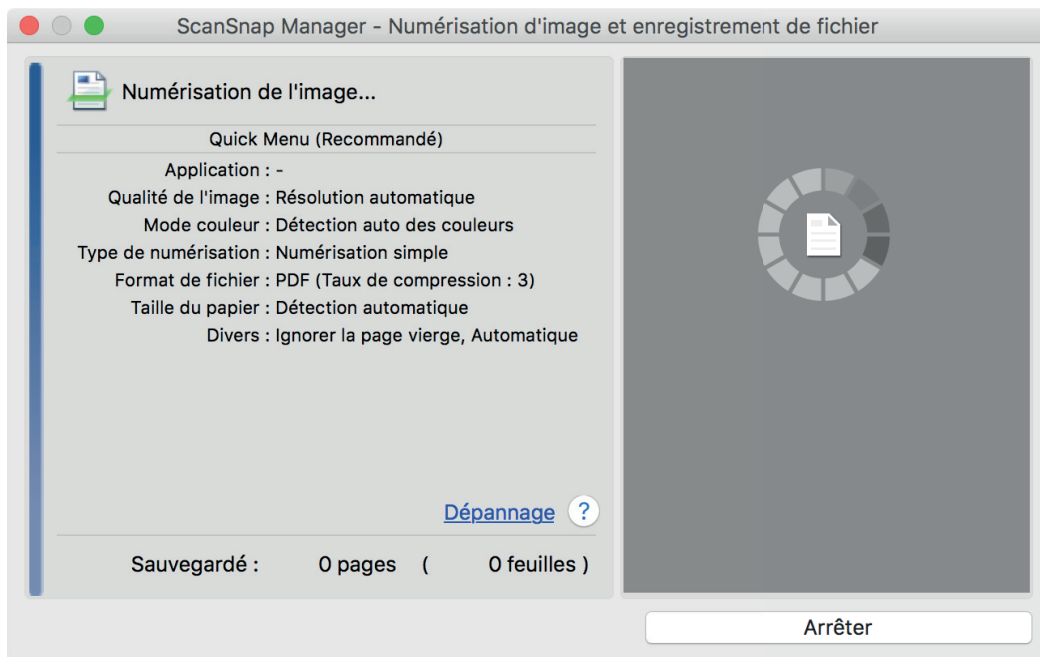 ScanSnap Manager - Numérisation d'image et enregistrement de fichier
Numérisation de l'image...
Quick Menu (Recommandé)
Application : -
Qualité de l'image : Résolution automatique
Mode couleur : Détection auto des couleurs
Type de numérisation : Numérisation simple
Format de fichier : PDF (Taux de compression : 3)
Taille du papier : Détection automatique
Divers : Ignorer la page vierge, Automatique
Dépannage ?
Sauvegardé : 0 pages ( 0 feuilles )
Arrêter